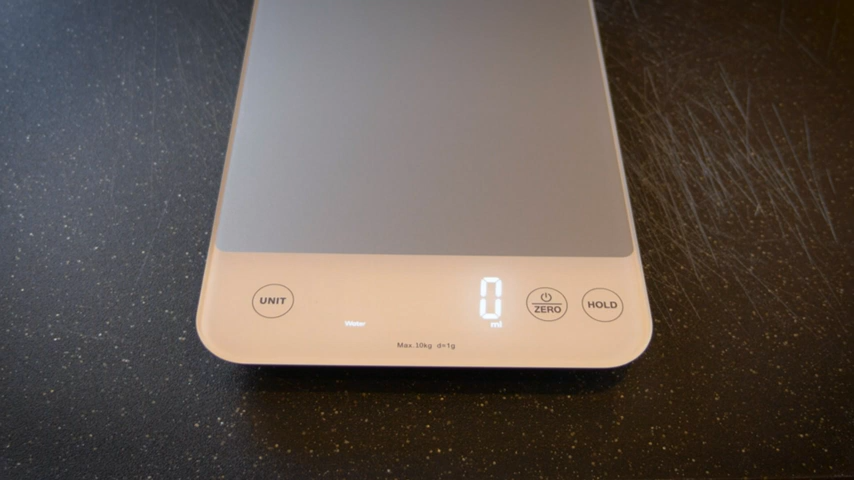 UNIT
0
ml
Water
ZERO
HOLD
Max.10kg d=1g